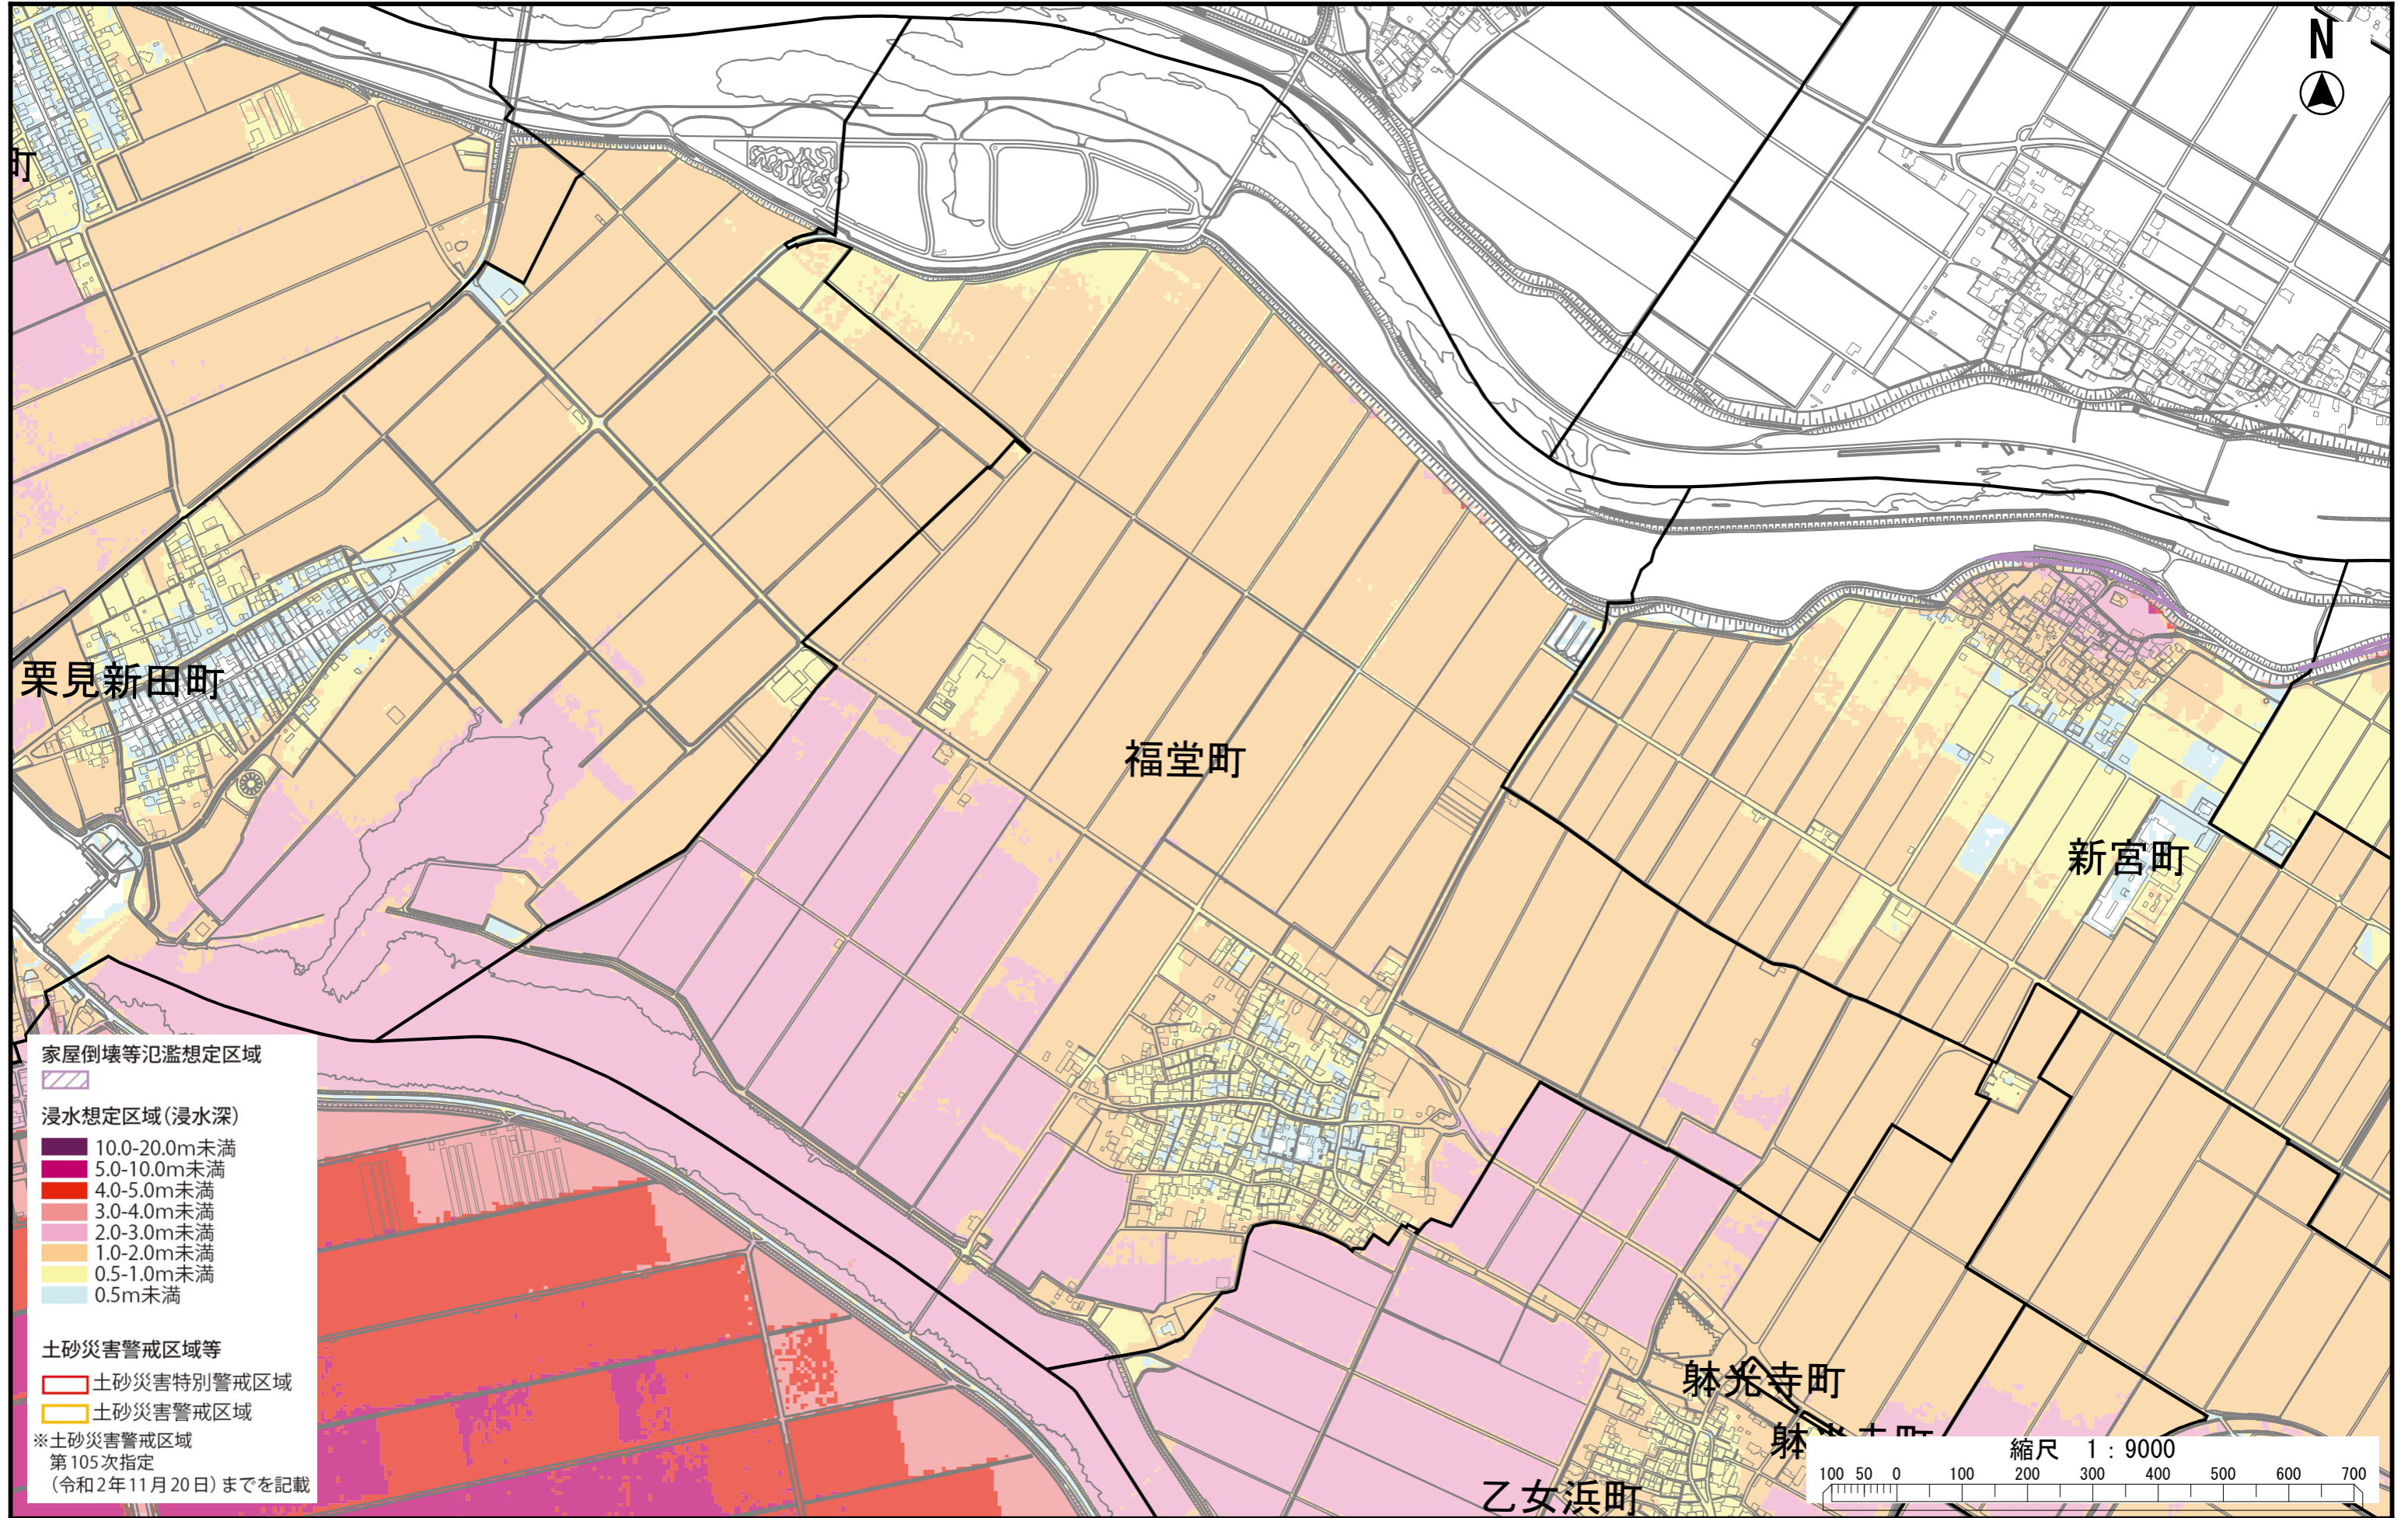 N
町
栗見新田町
福堂町
新宮町
躰光寺町
躰光寺町
乙女浜町
家屋倒壊等氾濫想定区域
浸水想定区域(浸水深)
10.0-20.0m未満
5.0-10.0m未満
4.0-5.0m未満
3.0-4.0m未満
2.0-3.0m未満
1.0-2.0m未満
0.5-1.0m未満
0.5m未満
土砂災害警戒区域等
土砂災害特別警戒区域
土砂災害警戒区域
※土砂災害警戒区域
第105次指定
(令和2年11月20日)までを記載
縮尺 1:9000
100 50 0 100 200 300 400 500 600 700